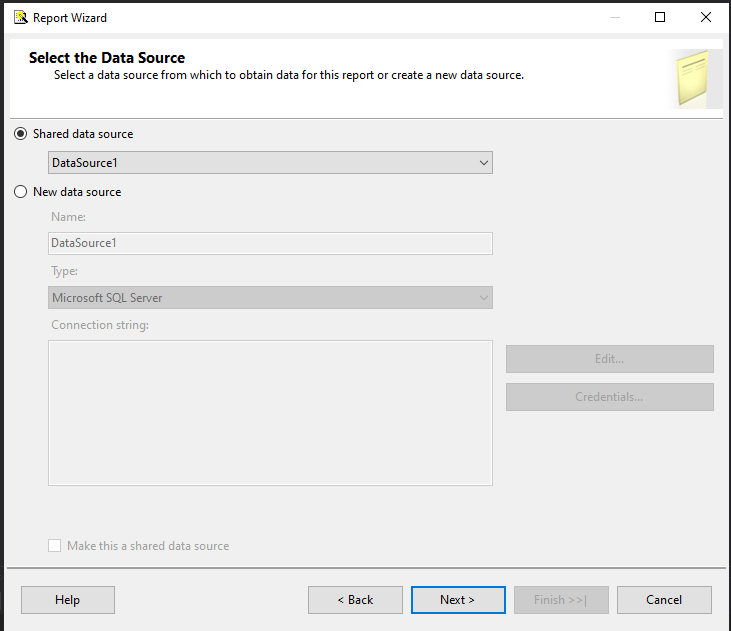 Report Wizard
Select the Data Source
Select a data source from which to obtain data for this report or create a new data source.
Shared data source
DataSource1
New data source
Name:
DataSource1
Type:
Microsoft SQL Server
Connection string:
Edit...
Credentials...
Make this a shared data source
Help
< Back
Next >
Finish >>|
Cancel